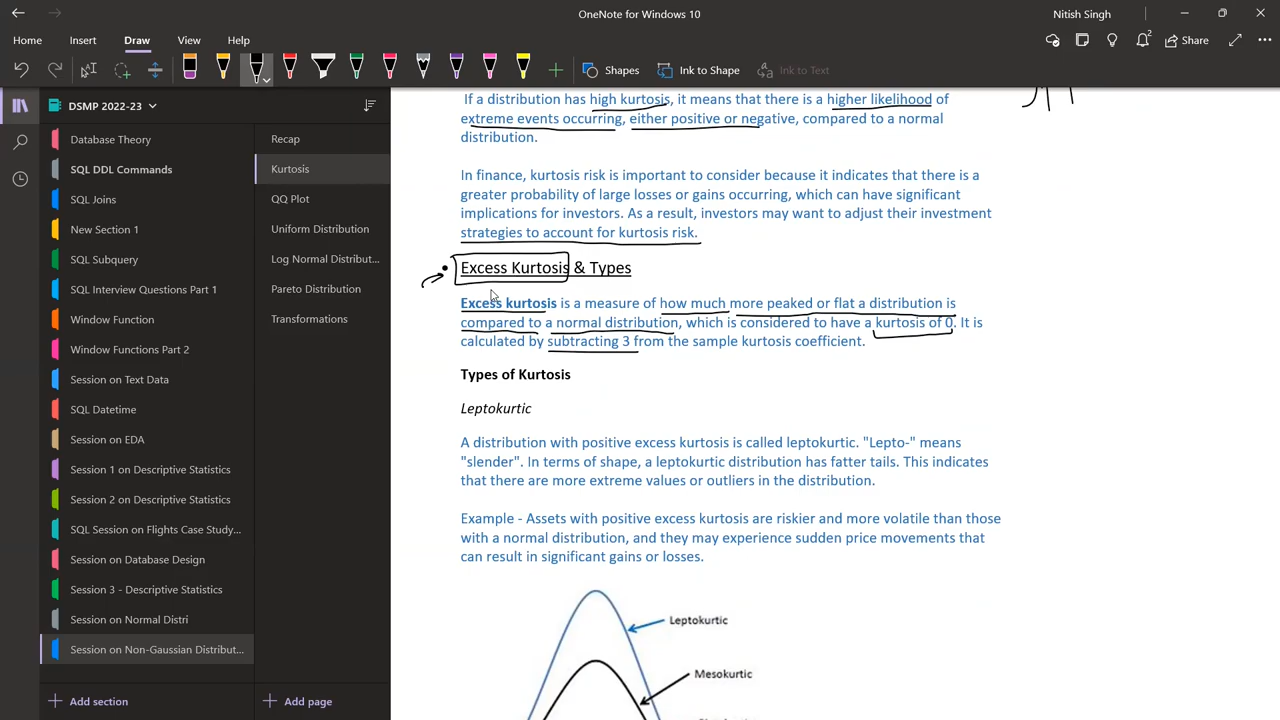 OneNote for Windows 10
Nitish Singh
Home
Insert
Draw
View
Help
Shapes
Ink to Shape
Ink to Text
Share
DSMP 2022-23
Database Theory
SQL DDL Commands
SQL Joins
New Section 1
SQL Subquery
SQL Interview Questions Part 1
Window Function
Window Functions Part 2
Session on Text Data
SQL Datetime
Session on EDA
Session 1 on Descriptive Statistics
Session 2 on Descriptive Statistics
SQL Session on Flights Case Study...
Session on Database Design
Session 3 - Descriptive Statistics
Session on Normal Distri
Session on Non-Gaussian Distribut...
Add section
Recap
Kurtosis
QQ Plot
Uniform Distribution
Log Normal Distribut...
Pareto Distribution
Transformations
Add page
If a distribution has high kurtosis, it means that there is a higher likelihood of
extreme events occurring, either positive or negative, compared to a normal
distribution.
In finance, kurtosis risk is important to consider because it indicates that there is a
greater probability of large losses or gains occurring, which can have significant
implications for investors. As a result, investors may want to adjust their investment
strategies to account for kurtosis risk.
• Excess Kurtosis & Types
Excess kurtosis is a measure of how much more peaked or flat a distribution is
compared to a normal distribution, which is considered to have a kurtosis of 0. It is
calculated by subtracting 3 from the sample kurtosis coefficient.
Types of Kurtosis
Leptokurtic
A distribution with positive excess kurtosis is called leptokurtic. "Lepto-" means
"slender". In terms of shape, a leptokurtic distribution has fatter tails. This indicates
that there are more extreme values or outliers in the distribution.
Example - Assets with positive excess kurtosis are riskier and more volatile than those
with a normal distribution, and they may experience sudden price movements that
can result in significant gains or losses.
Leptokurtic
Mesokurtic